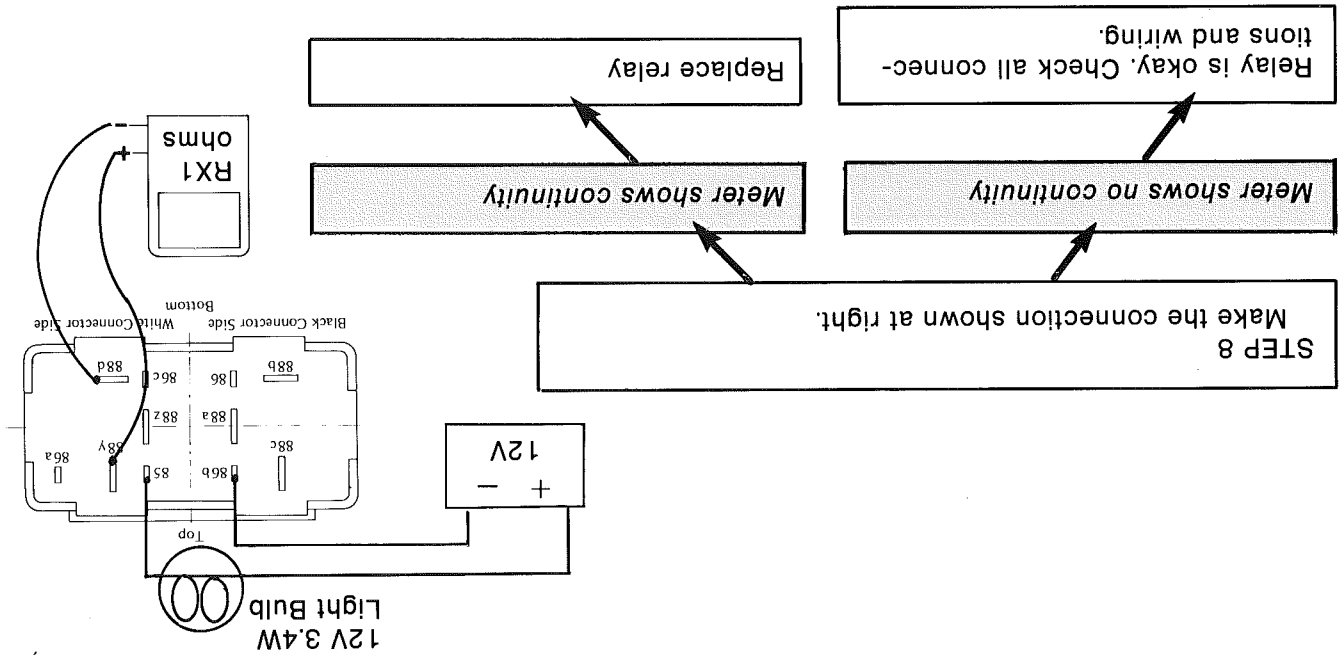 12V 3.4W
Light Bulb
Top
+ −
12V
88c 86b 85 88y 86a
88a 88z
88b 86 86c 88d
Black Connector Side White Connector Side
Bottom
STEP 8
Make the connection shown at right.
Meter shows no continuity
Meter shows continuity
RX1
ohms
+
-
Relay is okay. Check all connec-
tions and wiring.
Replace relay